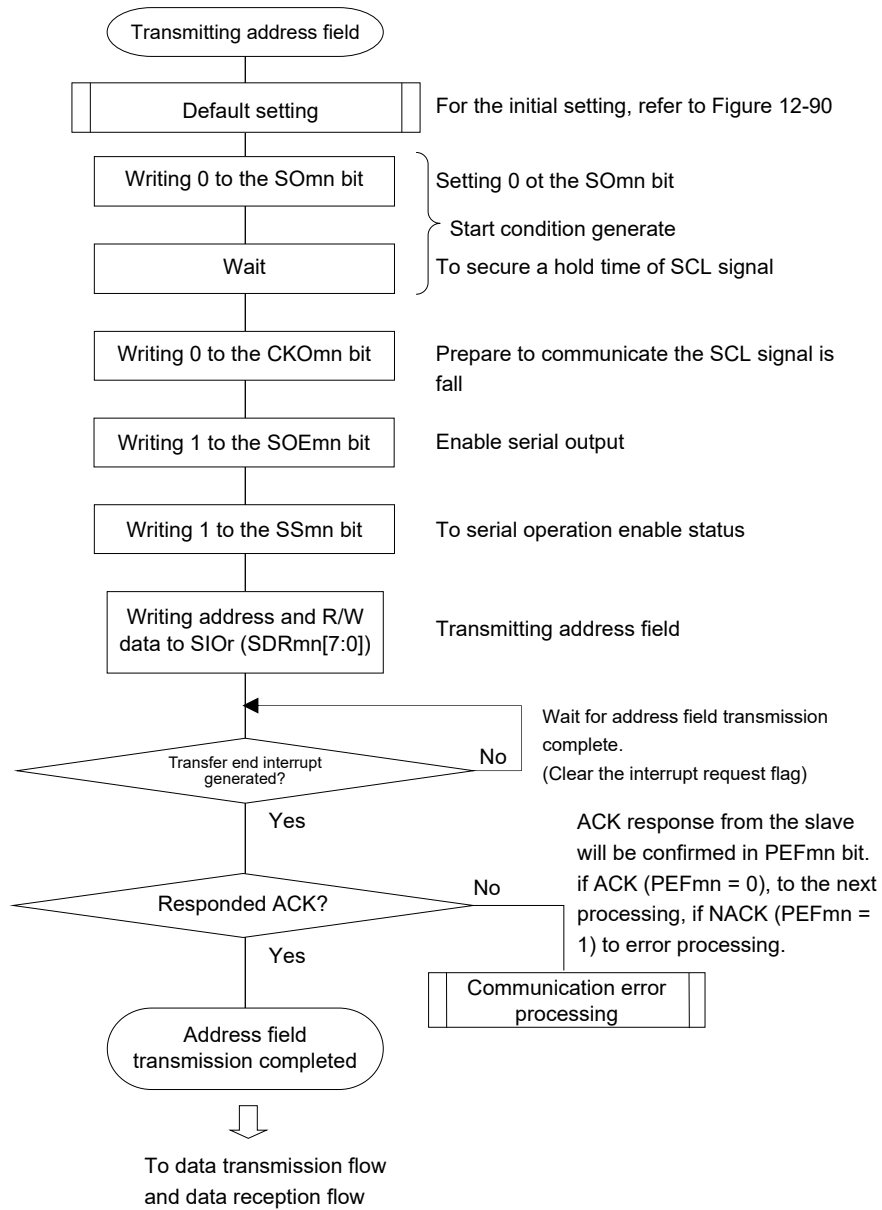 Transmitting address field
Default setting
For the initial setting, refer to Figure 12-90
Writing 0 to the SOmn bit
Setting 0 ot the SOmn bit
Start condition generate
Wait
To secure a hold time of SCL signal
Writing 0 to the CKOmn bit
Prepare to communicate the SCL signal is
fall
Writing 1 to the SOEmn bit
Enable serial output
Writing 1 to the SSmn bit
To serial operation enable status
Writing address and R/W
data to SIOr (SDRmn[7:0])
Transmitting address field
Transfer end interrupt
generated?
No
Wait for address field transmission
complete.
(Clear the interrupt request flag)
Yes
Responded ACK?
No
ACK response from the slave
will be confirmed in PEFmn bit.
if ACK (PEFmn = 0), to the next
processing, if NACK (PEFmn =
1) to error processing.
Yes
Communication error
processing
Address field
transmission completed
To data transmission flow
and data reception flow